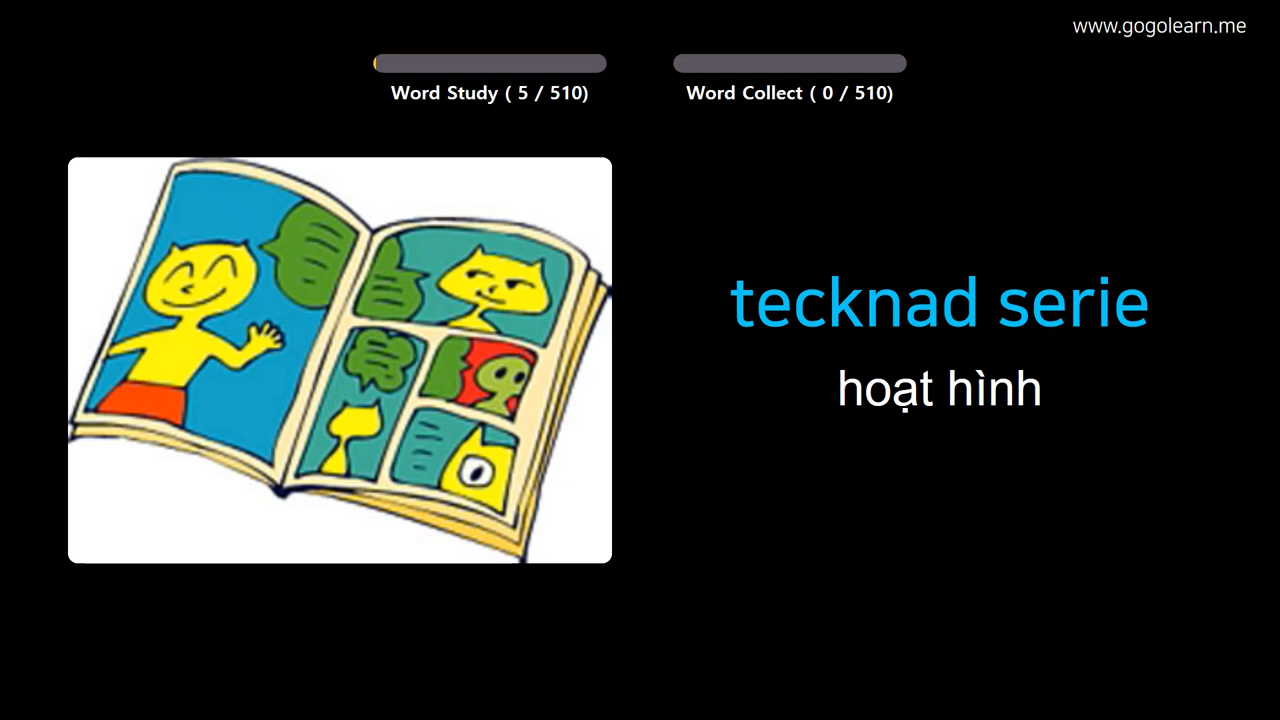 www.gogolearn.me
Word Study ( 5 / 510)
Word Collect ( 0 / 510)
tecknad serie
hoạt hình